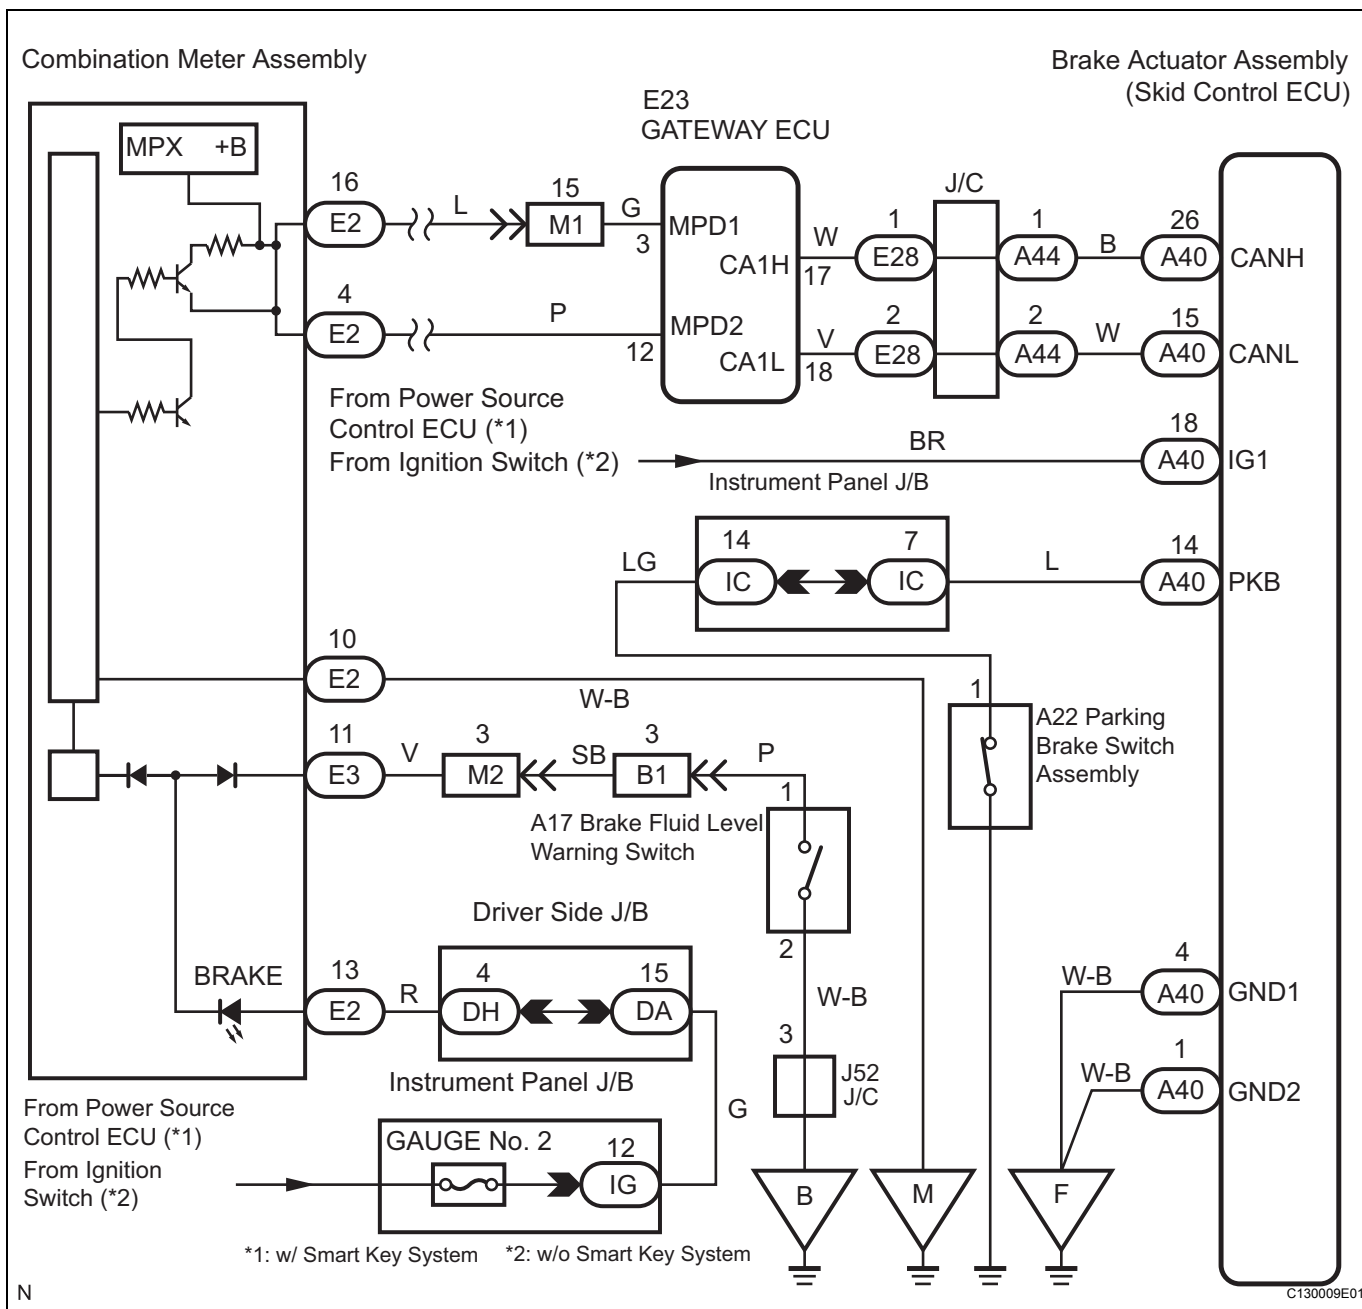 Combination Meter Assembly
Brake Actuator Assembly
(Skid Control ECU)
E23
GATEWAY ECU
MPX +B
16
E2
L
15
M1
G
3
MPD1
CA1H
W
17
1
E28
J/C
1
A44
B
26
A40
CANH
4
E2
P
12
MPD2
CA1L
V
18
2
E28
2
A44
W
15
A40
CANL
From Power Source
Control ECU (*1)
From Ignition Switch (*2)
BR
18
A40
IG1
Instrument Panel J/B
LG
14
IC
7
IC
L
14
A40
PKB
10
E2
W-B
1
A22 Parking
Brake Switch
Assembly
11
E3
V
3
M2
SB
3
B1
P
1
A17 Brake Fluid Level
Warning Switch
2
Driver Side J/B
BRAKE
13
E2
R
4
DH
15
DA
W-B
4
W-B
A40
GND1
3
J52
J/C
1
W-B
A40
GND2
Instrument Panel J/B
G
From Power Source
Control ECU (*1)
From Ignition
Switch (*2)
GAUGE No. 2
12
IG
B
M
F
*1: w/ Smart Key System *2: w/o Smart Key System
N
C130009E01